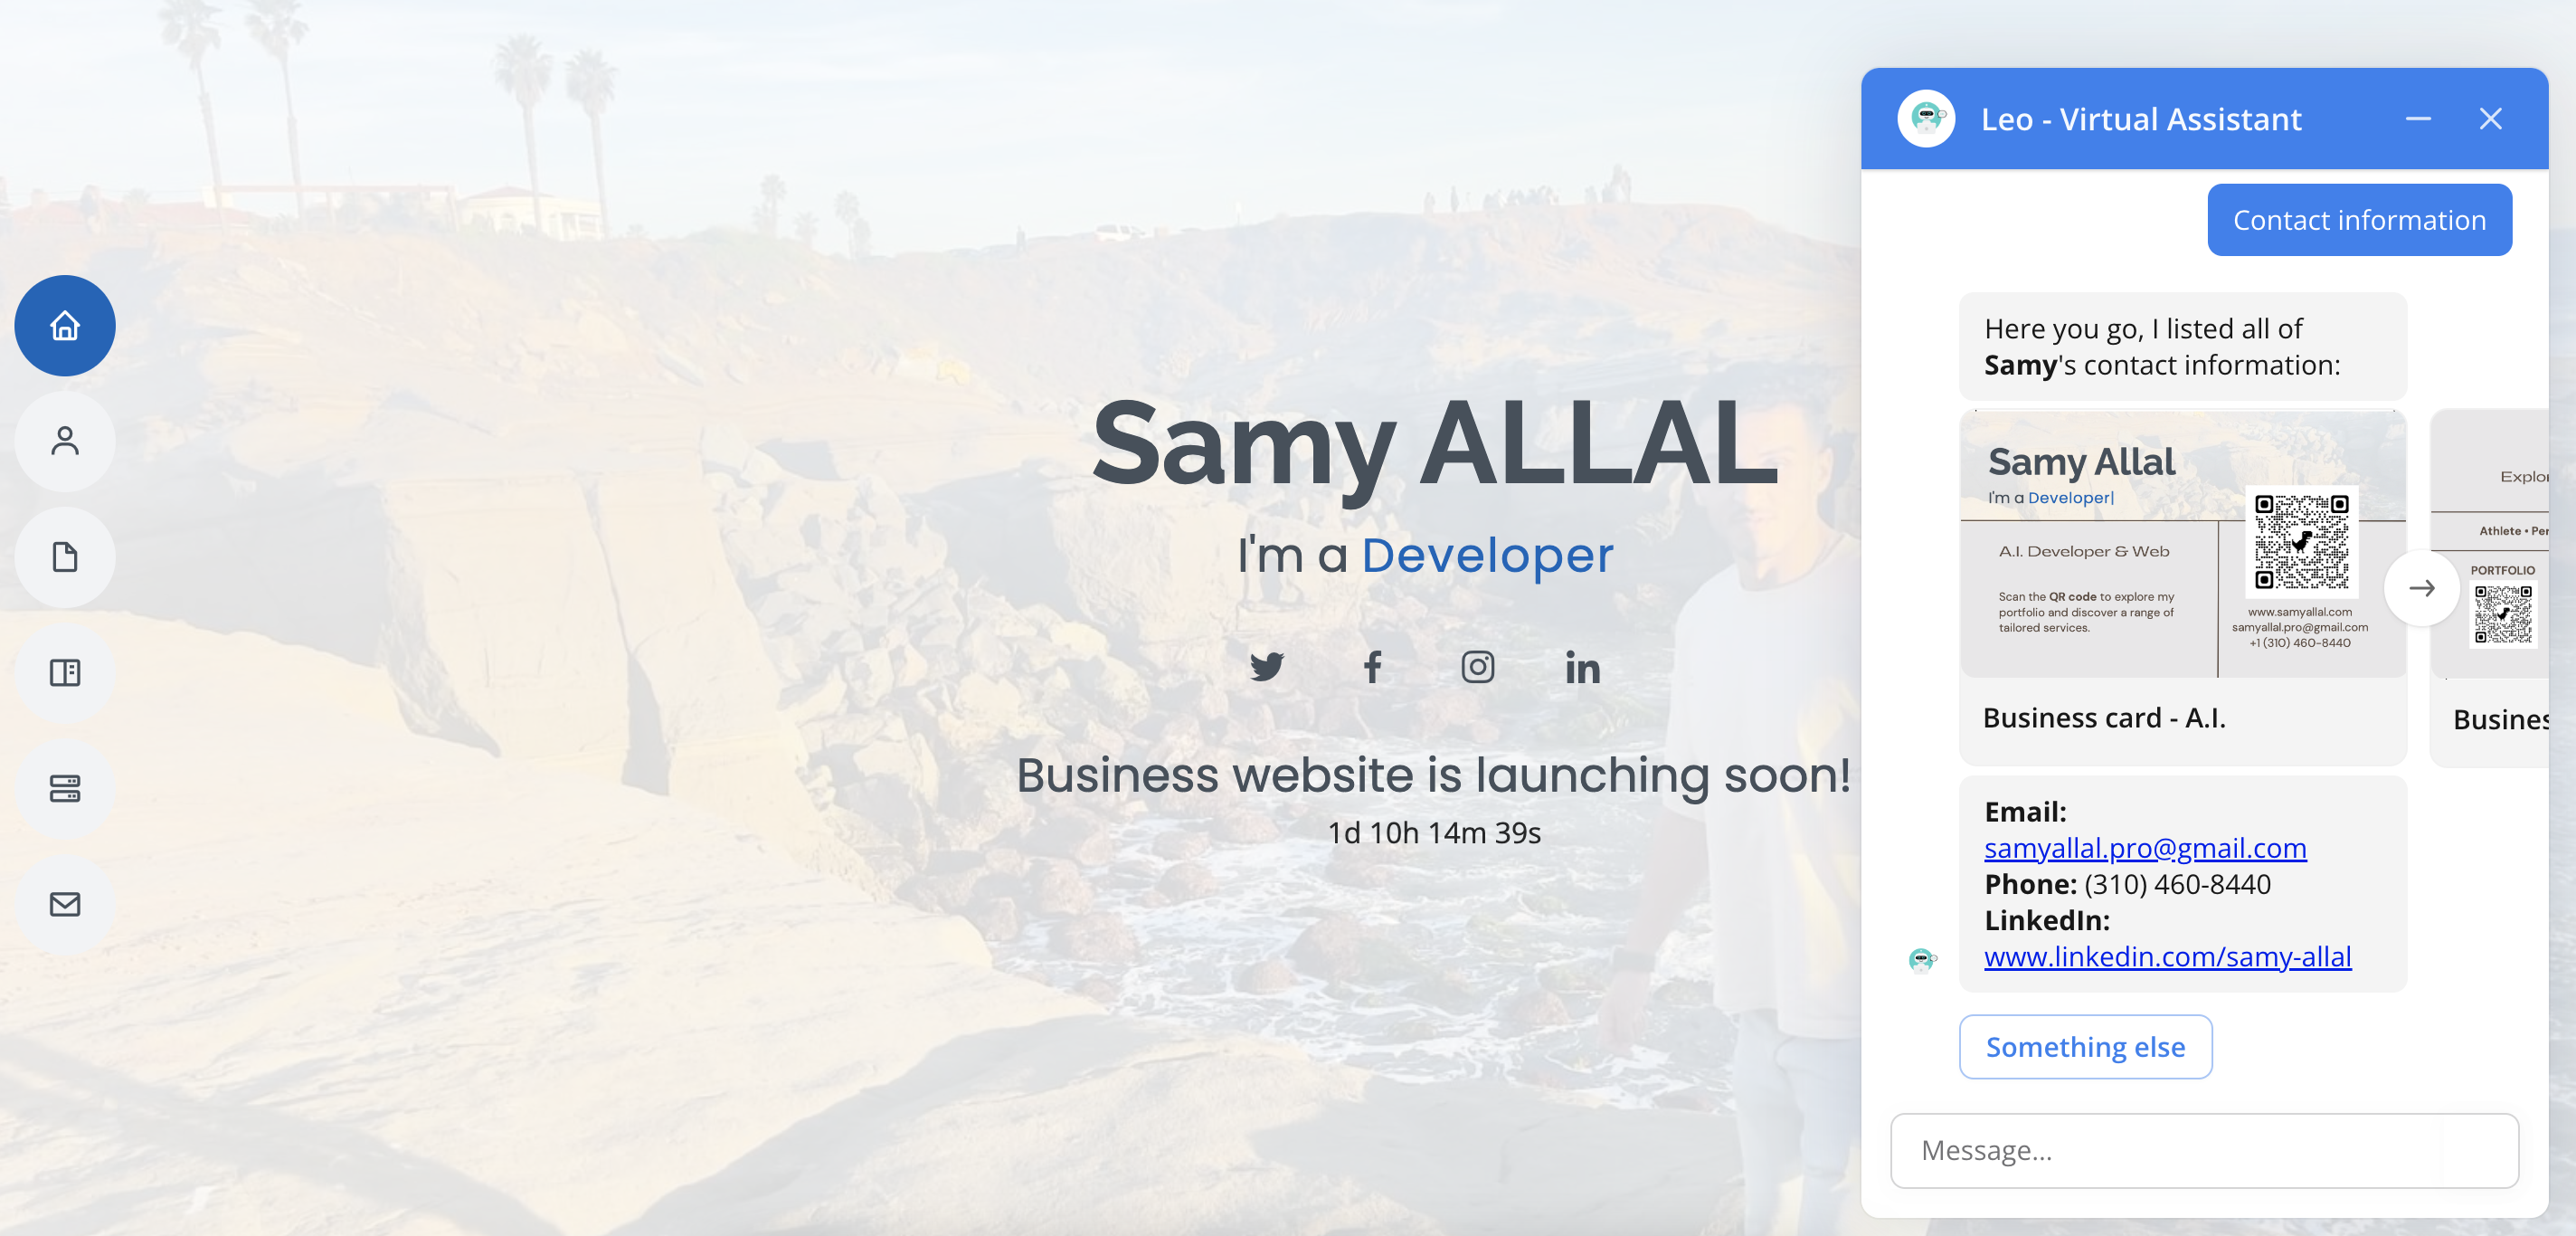 Samy ALLAL
I'm a Developer
Business website is launching soon!
1d 10h 14m 39s
Leo - Virtual Assistant
Contact information
Here you go, I listed all of
Samy's contact information:
Samy Allal
I'm a Developer|
A.I. Developer & Web
Scan the QR code to explore my
portfolio and discover a range of
tailored services.
www.samyallal.com
samyallal.pro@gmail.com
+1 (310) 460-8440
Business card - A.I.
Athlete •
PORTFOLIO
Email:
samyallal.pro@gmail.com
Phone: (310) 460-8440
LinkedIn:
www.linkedin.com/samy-allal
Something else
Message...